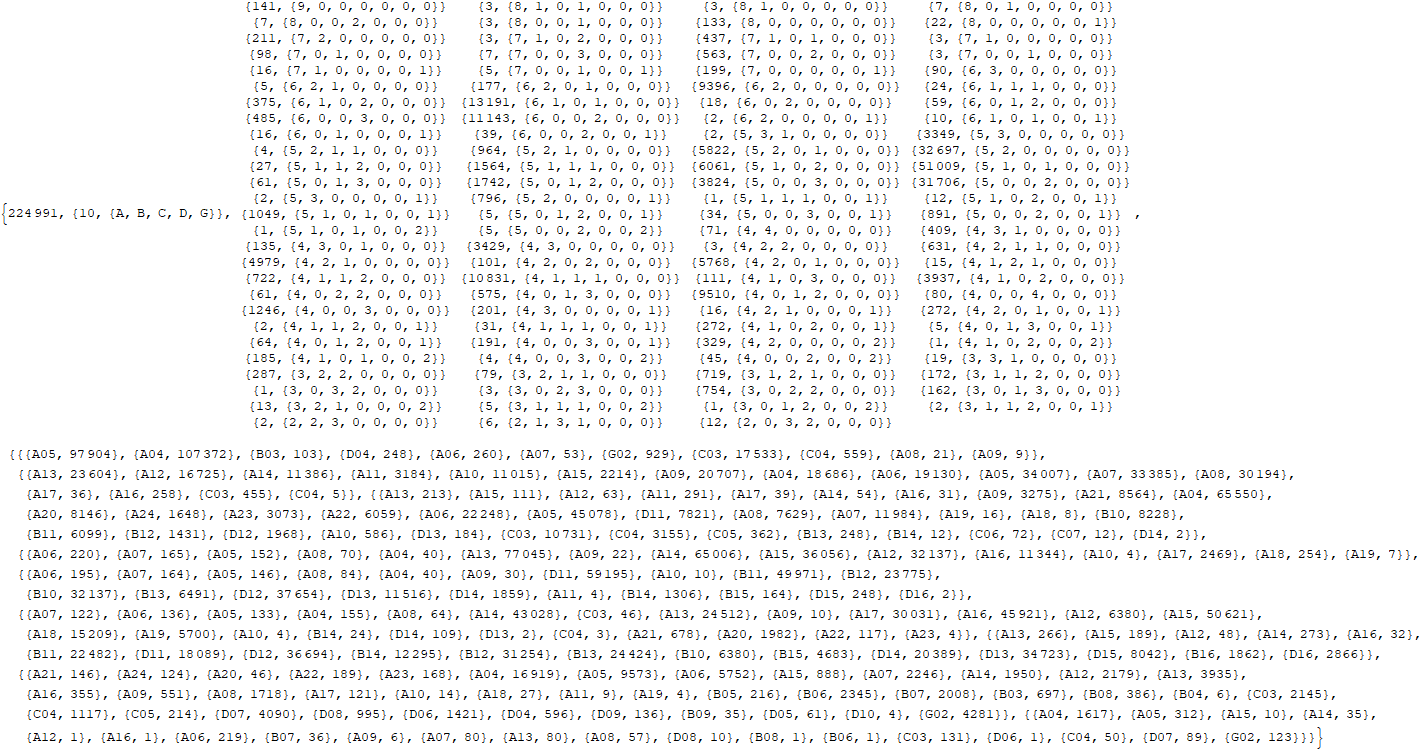 {141, {9, 0, 0, 0, 0, 0, 0}} {3, {8, 1, 0, 1, 0, 0, 0}} {3, {8, 1, 0, 0, 0, 0, 0}} {7, {8, 0, 1, 0, 0, 0, 0}}
{7, {8, 0, 0, 2, 0, 0, 0}} {3, {8, 0, 0, 1, 0, 0, 0}} {133, {8, 0, 0, 0, 0, 0, 0}} {22, {8, 0, 0, 0, 0, 0, 1}}
{211, {7, 2, 0, 0, 0, 0, 0}} {3, {7, 1, 0, 2, 0, 0, 0}} {437, {7, 1, 0, 1, 0, 0, 0}} {3, {7, 1, 0, 0, 0, 0, 0}}
{98, {7, 0, 1, 0, 0, 0, 0}} {7, {7, 0, 0, 3, 0, 0, 0}} {563, {7, 0, 0, 2, 0, 0, 0}} {3, {7, 0, 0, 1, 0, 0, 0}}
{16, {7, 1, 0, 0, 0, 0, 1}} {5, {7, 0, 0, 1, 0, 0, 1}} {199, {7, 0, 0, 0, 0, 0, 1}} {90, {6, 3, 0, 0, 0, 0, 0}}
{5, {6, 2, 1, 0, 0, 0, 0}} {177, {6, 2, 0, 1, 0, 0, 0}} {9396, {6, 2, 0, 0, 0, 0, 0}} {24, {6, 1, 1, 1, 0, 0, 0}}
{375, {6, 1, 0, 2, 0, 0, 0}} {13191, {6, 1, 0, 1, 0, 0, 0}} {18, {6, 0, 2, 0, 0, 0, 0}} {59, {6, 0, 1, 2, 0, 0, 0}}
{485, {6, 0, 0, 3, 0, 0, 0}} {11143, {6, 0, 0, 2, 0, 0, 0}} {2, {6, 2, 0, 0, 0, 0, 1}} {10, {6, 1, 0, 1, 0, 0, 1}}
{16, {6, 0, 1, 0, 0, 0, 1}} {39, {6, 0, 0, 2, 0, 0, 1}} {2, {5, 3, 1, 0, 0, 0, 0}} {3349, {5, 3, 0, 0, 0, 0, 0}}
{4, {5, 2, 1, 1, 0, 0, 0}} {964, {5, 2, 1, 0, 0, 0, 0}} {5822, {5, 2, 0, 1, 0, 0, 0}} {32697, {5, 2, 0, 0, 0, 0, 0}}
{27, {5, 1, 1, 2, 0, 0, 0}} {1564, {5, 1, 1, 1, 0, 0, 0}} {6061, {5, 1, 0, 2, 0, 0, 0}} {51009, {5, 1, 0, 1, 0, 0, 0}}
{61, {5, 0, 1, 3, 0, 0, 0}} {1742, {5, 0, 1, 2, 0, 0, 0}} {3824, {5, 0, 0, 3, 0, 0, 0}} {31706, {5, 0, 0, 2, 0, 0, 0}}
{2, {5, 3, 0, 0, 0, 0, 1}} {796, {5, 2, 0, 0, 0, 0, 1}} {1, {5, 1, 1, 1, 0, 0, 1}} {12, {5, 1, 0, 2, 0, 0, 1}}
{224991, {10, {A, B, C, D, G}}, {1049, {5, 1, 0, 1, 0, 0, 1}} {5, {5, 0, 1, 2, 0, 0, 1}} {34, {5, 0, 0, 3, 0, 0, 1}} {891, {5, 0, 0, 2, 0, 0, 1}} ,
{1, {5, 1, 0, 1, 0, 0, 2}} {5, {5, 0, 0, 2, 0, 0, 2}} {71, {4, 4, 0, 0, 0, 0, 0}} {409, {4, 3, 1, 0, 0, 0, 0}}
{135, {4, 3, 0, 1, 0, 0, 0}} {3429, {4, 3, 0, 0, 0, 0, 0}} {3, {4, 2, 2, 0, 0, 0, 0}} {631, {4, 2, 1, 1, 0, 0, 0}}
{4979, {4, 2, 1, 0, 0, 0, 0}} {101, {4, 2, 0, 2, 0, 0, 0}} {5768, {4, 2, 0, 1, 0, 0, 0}} {15, {4, 1, 2, 1, 0, 0, 0}}
{722, {4, 1, 1, 2, 0, 0, 0}} {10831, {4, 1, 1, 1, 0, 0, 0}} {111, {4, 1, 0, 3, 0, 0, 0}} {3937, {4, 1, 0, 2, 0, 0, 0}}
{61, {4, 0, 2, 2, 0, 0, 0}} {575, {4, 0, 1, 3, 0, 0, 0}} {9510, {4, 0, 1, 2, 0, 0, 0}} {80, {4, 0, 0, 4, 0, 0, 0}}
{1246, {4, 0, 0, 3, 0, 0, 0}} {201, {4, 3, 0, 0, 0, 0, 1}} {16, {4, 2, 1, 0, 0, 0, 1}} {272, {4, 2, 0, 1, 0, 0, 1}}
{2, {4, 1, 1, 2, 0, 0, 1}} {31, {4, 1, 1, 1, 0, 0, 1}} {272, {4, 1, 0, 2, 0, 0, 1}} {5, {4, 0, 1, 3, 0, 0, 1}}
{64, {4, 0, 1, 2, 0, 0, 1}} {191, {4, 0, 0, 3, 0, 0, 1}} {329, {4, 2, 0, 0, 0, 0, 2}} {1, {4, 1, 0, 2, 0, 0, 2}}
{185, {4, 1, 0, 1, 0, 0, 2}} {4, {4, 0, 0, 3, 0, 0, 2}} {45, {4, 0, 0, 2, 0, 0, 2}} {19, {3, 3, 1, 0, 0, 0, 0}}
{287, {3, 2, 2, 0, 0, 0, 0}} {79, {3, 2, 1, 1, 0, 0, 0}} {719, {3, 1, 2, 1, 0, 0, 0}} {172, {3, 1, 1, 2, 0, 0, 0}}
{1, {3, 0, 3, 2, 0, 0, 0}} {3, {3, 0, 2, 3, 0, 0, 0}} {754, {3, 0, 2, 2, 0, 0, 0}} {162, {3, 0, 1, 3, 0, 0, 0}}
{13, {3, 2, 1, 0, 0, 0, 2}} {5, {3, 1, 1, 1, 0, 0, 2}} {1, {3, 0, 1, 2, 0, 0, 2}} {2, {3, 1, 1, 2, 0, 0, 1}}
{2, {2, 2, 3, 0, 0, 0, 0}} {6, {2, 1, 3, 1, 0, 0, 0}} {12, {2, 0, 3, 2, 0, 0, 0}}
{{{A05, 97904}, {A04, 107372}, {B03, 103}, {D04, 248}, {A06, 260}, {A07, 53}, {G02, 929}, {C03, 17533}, {C04, 559}, {A08, 21}, {A09, 9}},
{{A13, 23604}, {A12, 16725}, {A14, 11386}, {A11, 3184}, {A10, 11015}, {A15, 2214}, {A09, 20707}, {A04, 18686}, {A06, 19130}, {A05, 34007}, {A07, 33385}, {A08, 30194},
{A17, 36}, {A16, 258}, {C03, 455}, {C04, 5}}, {{A13, 213}, {A15, 111}, {A12, 63}, {A11, 291}, {A17, 39}, {A14, 54}, {A16, 31}, {A09, 3275}, {A21, 8564}, {A04, 65550},
{A20, 8146}, {A24, 1648}, {A23, 3073}, {A22, 6059}, {A06, 22248}, {A05, 45078}, {D11, 7821}, {A08, 7629}, {A07, 11984}, {A19, 16}, {A18, 8}, {B10, 8228},
{B11, 6099}, {B12, 1431}, {D12, 1968}, {A10, 586}, {D13, 184}, {C03, 10731}, {C04, 3155}, {C05, 362}, {B13, 248}, {B14, 12}, {C06, 72}, {C07, 12}, {D14, 2}},
{{A06, 220}, {A07, 165}, {A05, 152}, {A08, 70}, {A04, 40}, {A13, 77045}, {A09, 22}, {A14, 65006}, {A15, 36056}, {A12, 32137}, {A16, 11344}, {A10, 4}, {A17, 2469}, {A18, 254}, {A19, 7}},
{{A06, 195}, {A07, 164}, {A05, 146}, {A08, 84}, {A04, 40}, {A09, 30}, {D11, 59195}, {A10, 10}, {B11, 49971}, {B12, 23775},
{B10, 32137}, {B13, 6491}, {D12, 37654}, {D13, 11516}, {D14, 1859}, {A11, 4}, {B14, 1306}, {B15, 164}, {D15, 248}, {D16, 2}},
{{A07, 122}, {A06, 136}, {A05, 133}, {A04, 155}, {A08, 64}, {A14, 43028}, {C03, 46}, {A13, 24512}, {A09, 10}, {A17, 30031}, {A16, 45921}, {A12, 6380}, {A15, 50621},
{A18, 15209}, {A19, 5700}, {A10, 4}, {B14, 24}, {D14, 109}, {D13, 2}, {C04, 3}, {A21, 678}, {A20, 1982}, {A22, 117}, {A23, 4}}, {{A13, 266}, {A15, 189}, {A12, 48}, {A14, 273}, {A16, 32},
{B11, 22482}, {D11, 18089}, {D12, 36694}, {B14, 12295}, {B12, 31254}, {B13, 24424}, {B10, 6380}, {B15, 4683}, {D14, 20389}, {D13, 34723}, {D15, 8042}, {B16, 1862}, {D16, 2866}},
{{A21, 146}, {A24, 124}, {A20, 46}, {A22, 189}, {A23, 168}, {A04, 16919}, {A05, 9573}, {A06, 5752}, {A15, 888}, {A07, 2246}, {A14, 1950}, {A12, 2179}, {A13, 3935},
{A16, 355}, {A09, 551}, {A08, 1718}, {A17, 121}, {A10, 14}, {A18, 27}, {A11, 9}, {A19, 4}, {B05, 216}, {B06, 2345}, {B07, 2008}, {B03, 697}, {B08, 386}, {B04, 6}, {C03, 2145},
{C04, 1117}, {C05, 214}, {D07, 4090}, {D08, 995}, {D06, 1421}, {D04, 596}, {D09, 136}, {B09, 35}, {D05, 61}, {D10, 4}, {G02, 4281}}, {{A04, 1617}, {A05, 312}, {A15, 10}, {A14, 35},
{A12, 1}, {A16, 1}, {A06, 219}, {B07, 36}, {A09, 6}, {A07, 80}, {A13, 80}, {A08, 57}, {D08, 10}, {B08, 1}, {B06, 1}, {C03, 131}, {D06, 1}, {C04, 50}, {D07, 89}, {G02, 123}}}}